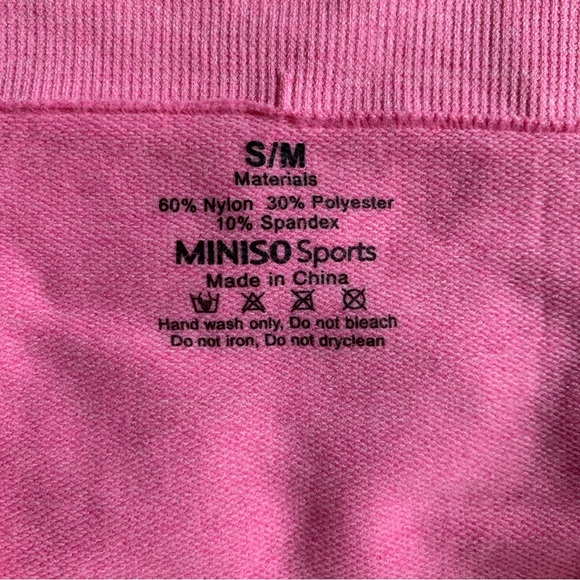 S/M
Materials
60% Nylon 30% Polyester
10% Spandex
MINISO Sports
Made in China
Hand wash only, Do not bleach
Do not iron, Do not dryclean